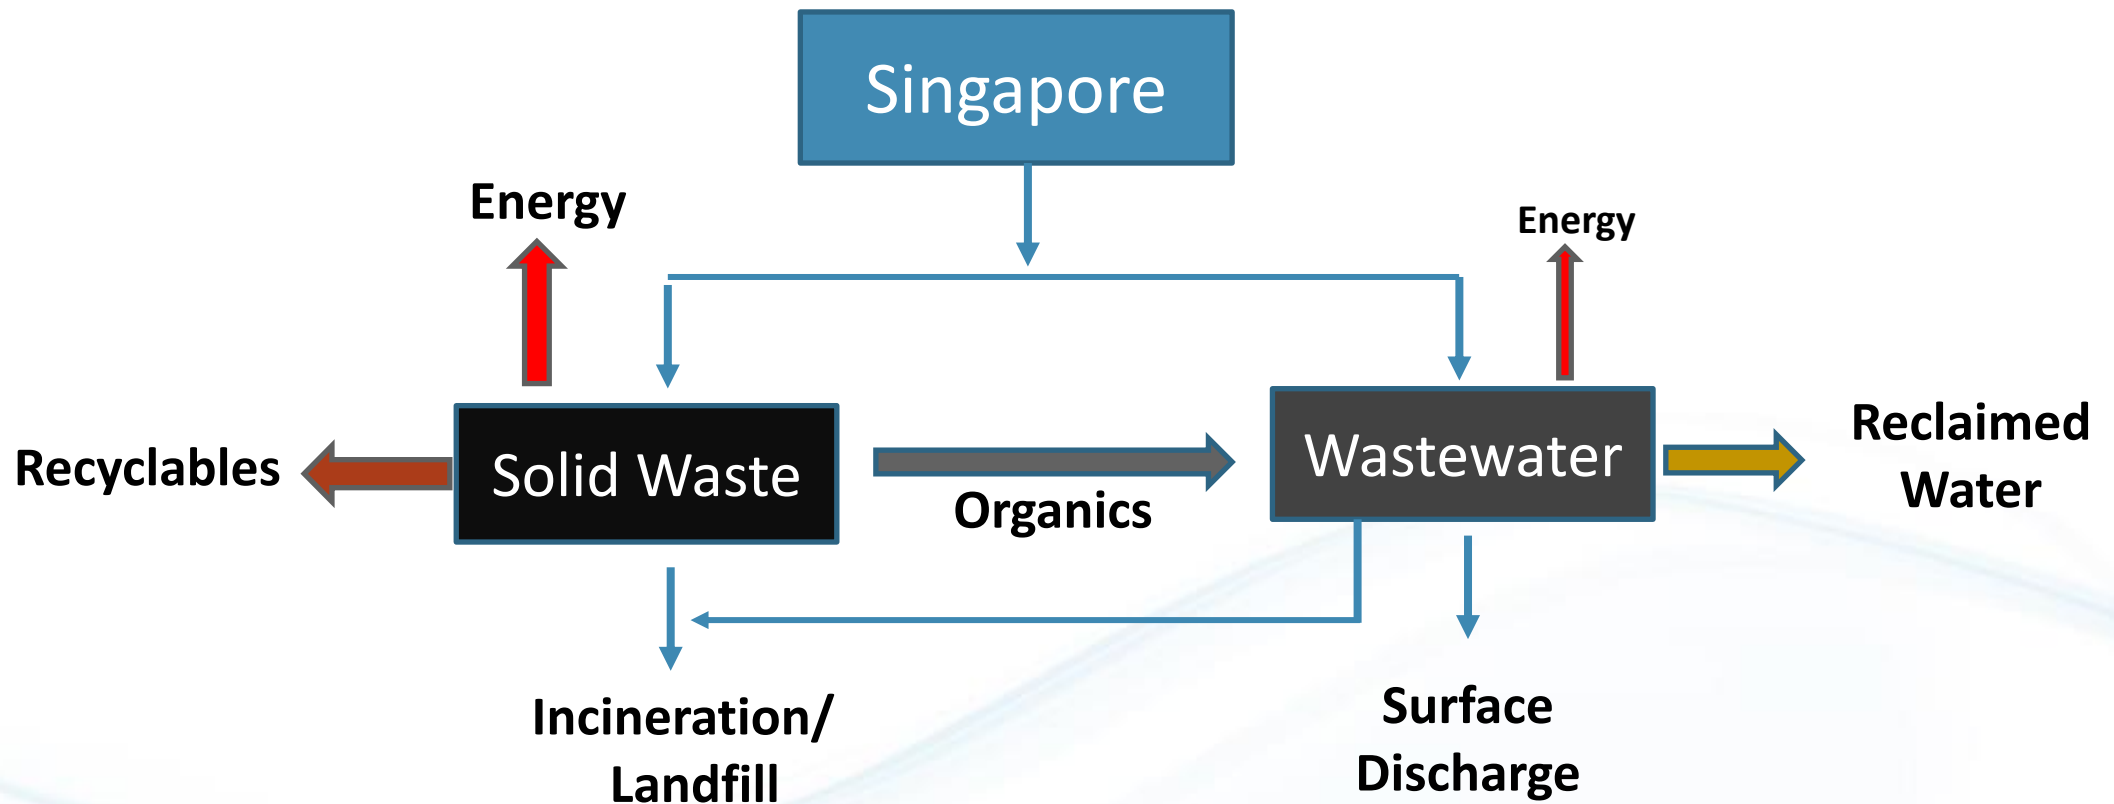 Singapore
Energy
Energy
Recyclables
Solid Waste
Organics
Wastewater
Reclaimed
Water
Incineration/
Landfill
Surface
Discharge